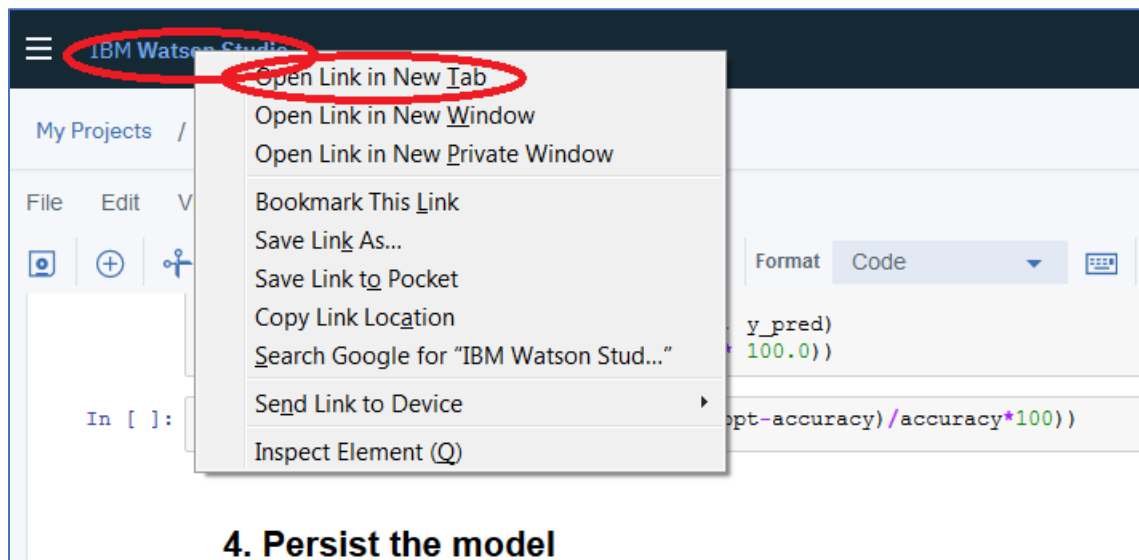 IBM Watson Studio
Open Link in New Tab
Open Link in New Window
My Projects /
Open Link in New Private Window
File Edit V
Bookmark This Link
Save Link As...
Format Code
Save Link to Pocket
Copy Link Location
y_pred)
Search Google for “IBM Watson Stud...”
* 100.0))
Send Link to Device
In [ ]:
opt-accuracy)/accuracy*100))
Inspect Element (Q)
4. Persist the model